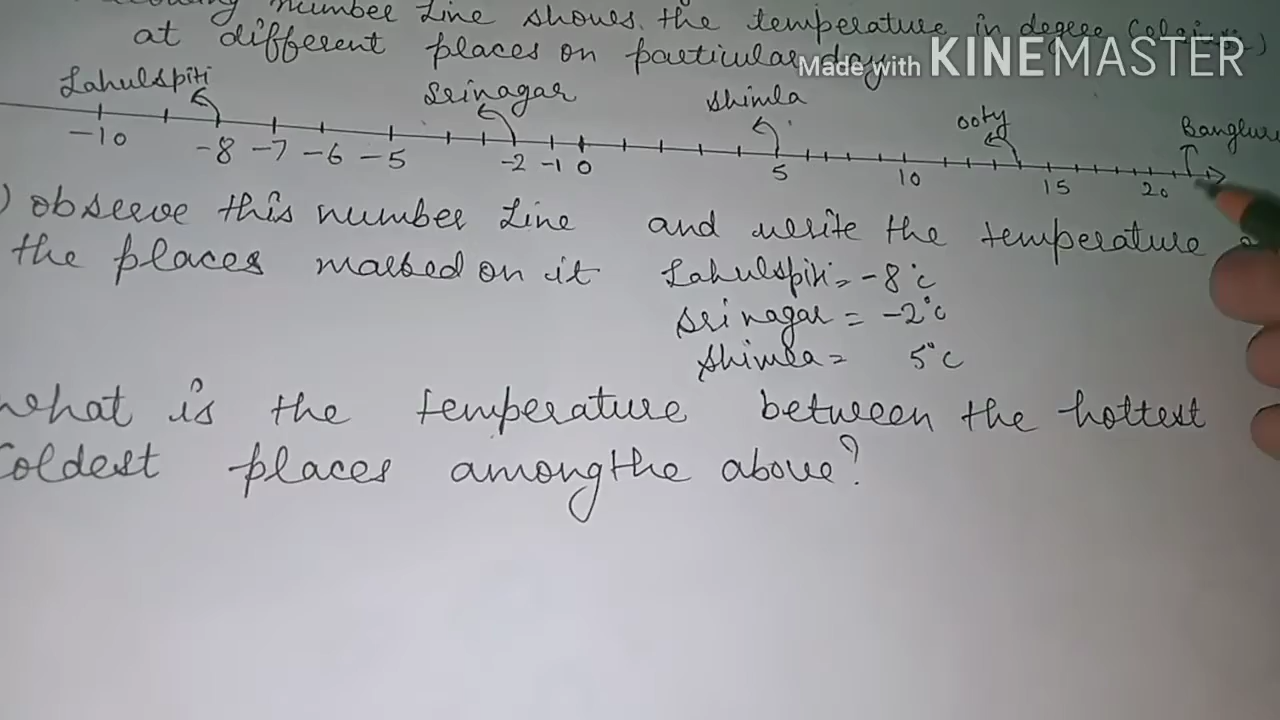 number Line shows the temperature in degree
at different places on particular day
Made with KINEMASTER
Lahulspiti Srinagar Shimla Ooty Banglure
-10 -8 -7 -6 -5 -2 -1 0 5 10 15 20
) observe this number Line and write the temperature
the places marked on it Lahulspiti = -8°C
Srinagar = -2°C
Shimla = 5°C
what is the temperature between the hottest
Coldest places among the above?